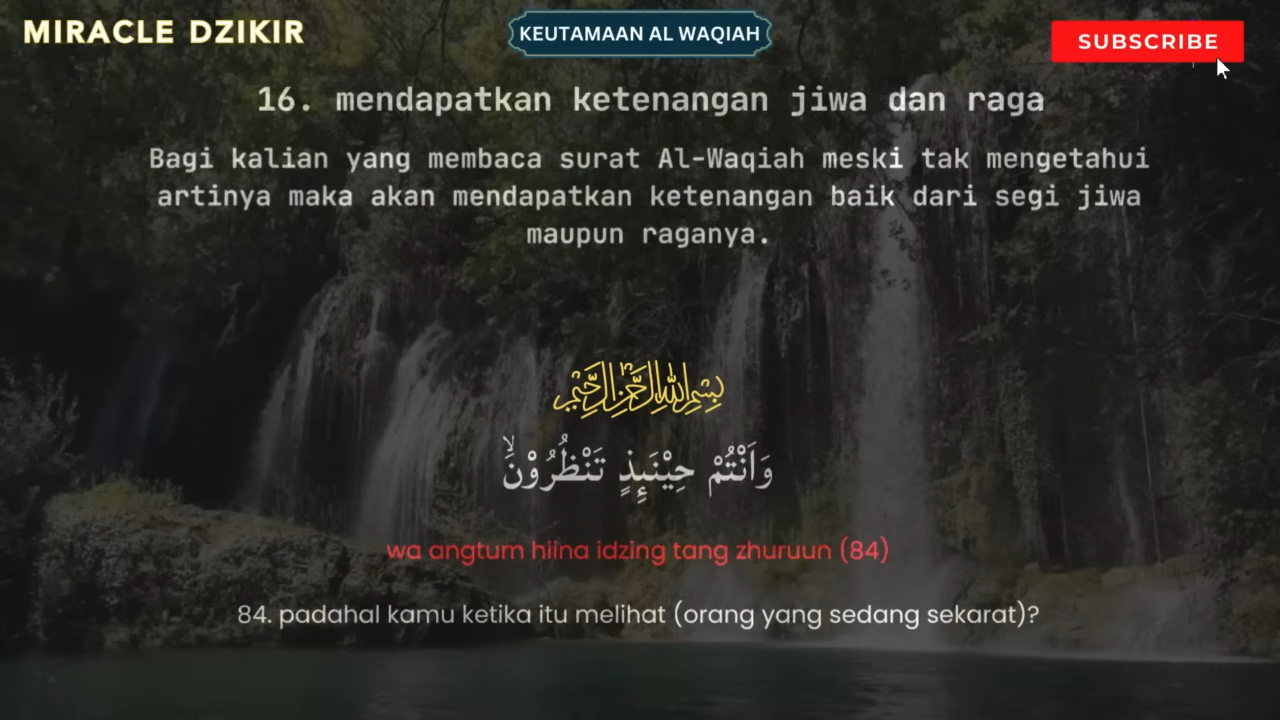 MIRACLE DZIKIR
KEUTAMAAN AL WAQIAH
SUBSCRIBE
16. mendapatkan ketenangan jiwa dan raga
Bagi kalian yang membaca surat Al-Waqiah meski tak mengetahui
artinya maka akan mendapatkan ketenangan baik dari segi jiwa
maupun raganya.
بِسْمِ اللهِ الرَّحْمٰنِ الرَّحِيْمِ
وَاَنْتُمْ حِيْنَىِٕذٍ تَنْظُرُوْنَۙ
wa angtum hiina idzing tang zhuruun (84)
84. padahal kamu ketika itu melihat (orang yang sedang sekarat)?